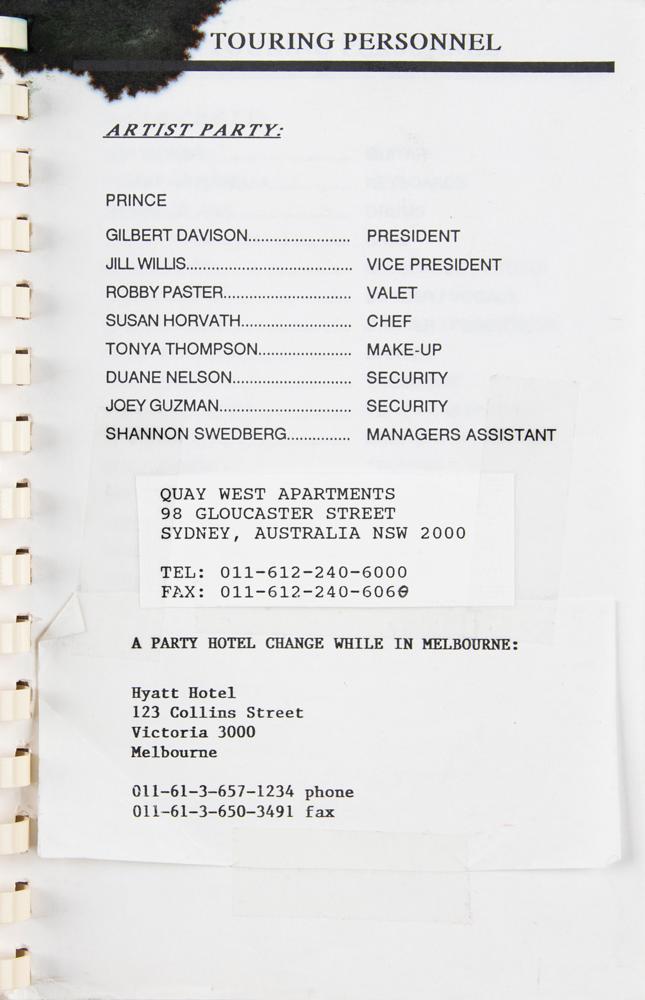 TOURING PERSONNEL
ARTIST PARTY:
PRINCE
GILBERT DAVISON....................... PRESIDENT
JILL WILLIS..................................... VICE PRESIDENT
ROBBY PASTER............................. VALET
SUSAN HORVATH......................... CHEF
TONYA THOMPSON..................... MAKE-UP
DUANE NELSON........................... SECURITY
JOEY GUZMAN.............................. SECURITY
SHANNON SWEDBERG.............. MANAGERS ASSISTANT
QUAY WEST APARTMENTS
98 GLOUCASTER STREET
SYDNEY, AUSTRALIA NSW 2000
TEL: 011-612-240-6000
FAX: 011-612-240-6060
A PARTY HOTEL CHANGE WHILE IN MELBOURNE:
Hyatt Hotel
123 Collins Street
Victoria 3000
Melbourne
011-61-3-657-1234 phone
011-61-3-650-3491 fax